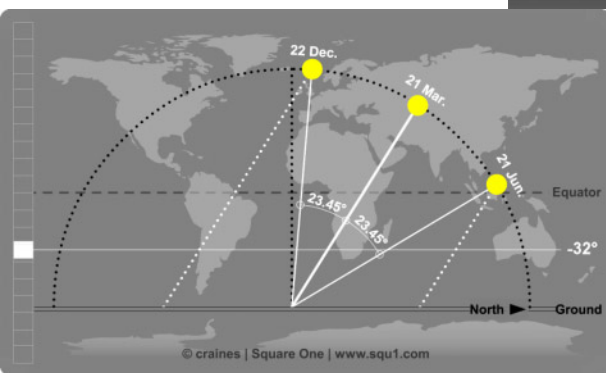 22 Dec.
21 Mar.
21 Jun.
23.45°
23.45°
Equator
-32°
North
Ground
© craines | Square One | www.squ1.com